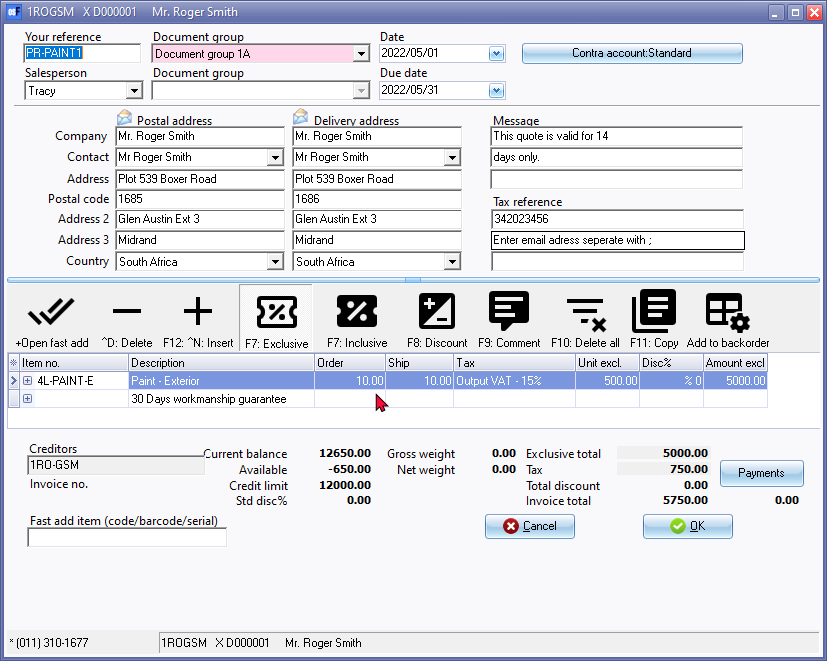 1ROGSM X D000001 Mr. Roger Smith
Your reference Document group Date
PR-PAINT1 Document group 1A 2022/05/01 Contra account:Standard
Salesperson Document group Due date
Tracy 2022/05/31
Postal address Delivery address Message
Company Mr. Roger Smith Mr. Roger Smith This quote is valid for 14
Contact Mr Roger Smith Mr Roger Smith days only.
Address Plot 539 Boxer Road Plot 539 Boxer Road
Postal code 1685 1686 Tax reference
Address 2 Glen Austin Ext 3 Glen Austin Ext 3 342023456
Address 3 Midrand Midrand Enter email adress seperate with ;
Country South Africa South Africa
+Open fast add ^D: Delete F12: ^N: Insert F7: Exclusive F7: Inclusive F8: Discount F9: Comment F10: Delete all F11: Copy Add to backorder
Item no. Description Order Ship Tax Unit excl. Disc% Amount excl
4L-PAINT-E Paint - Exterior 10.00 10.00 Output VAT - 15% 500.00 % 0 5000.00
30 Days workmanship guarantee
Creditors Current balance 12650.00 Gross weight 0.00 Exclusive total 5000.00
1RO-GSM Available -650.00 Net weight 0.00 Tax 750.00 Payments
Invoice no. Credit limit 12000.00 Total discount 0.00
Std disc% 0.00 Invoice total 5750.00 0.00
Fast add item (code/barcode/serial) Cancel OK
* (011) 310-1677 1ROGSM X D000001 Mr. Roger Smith